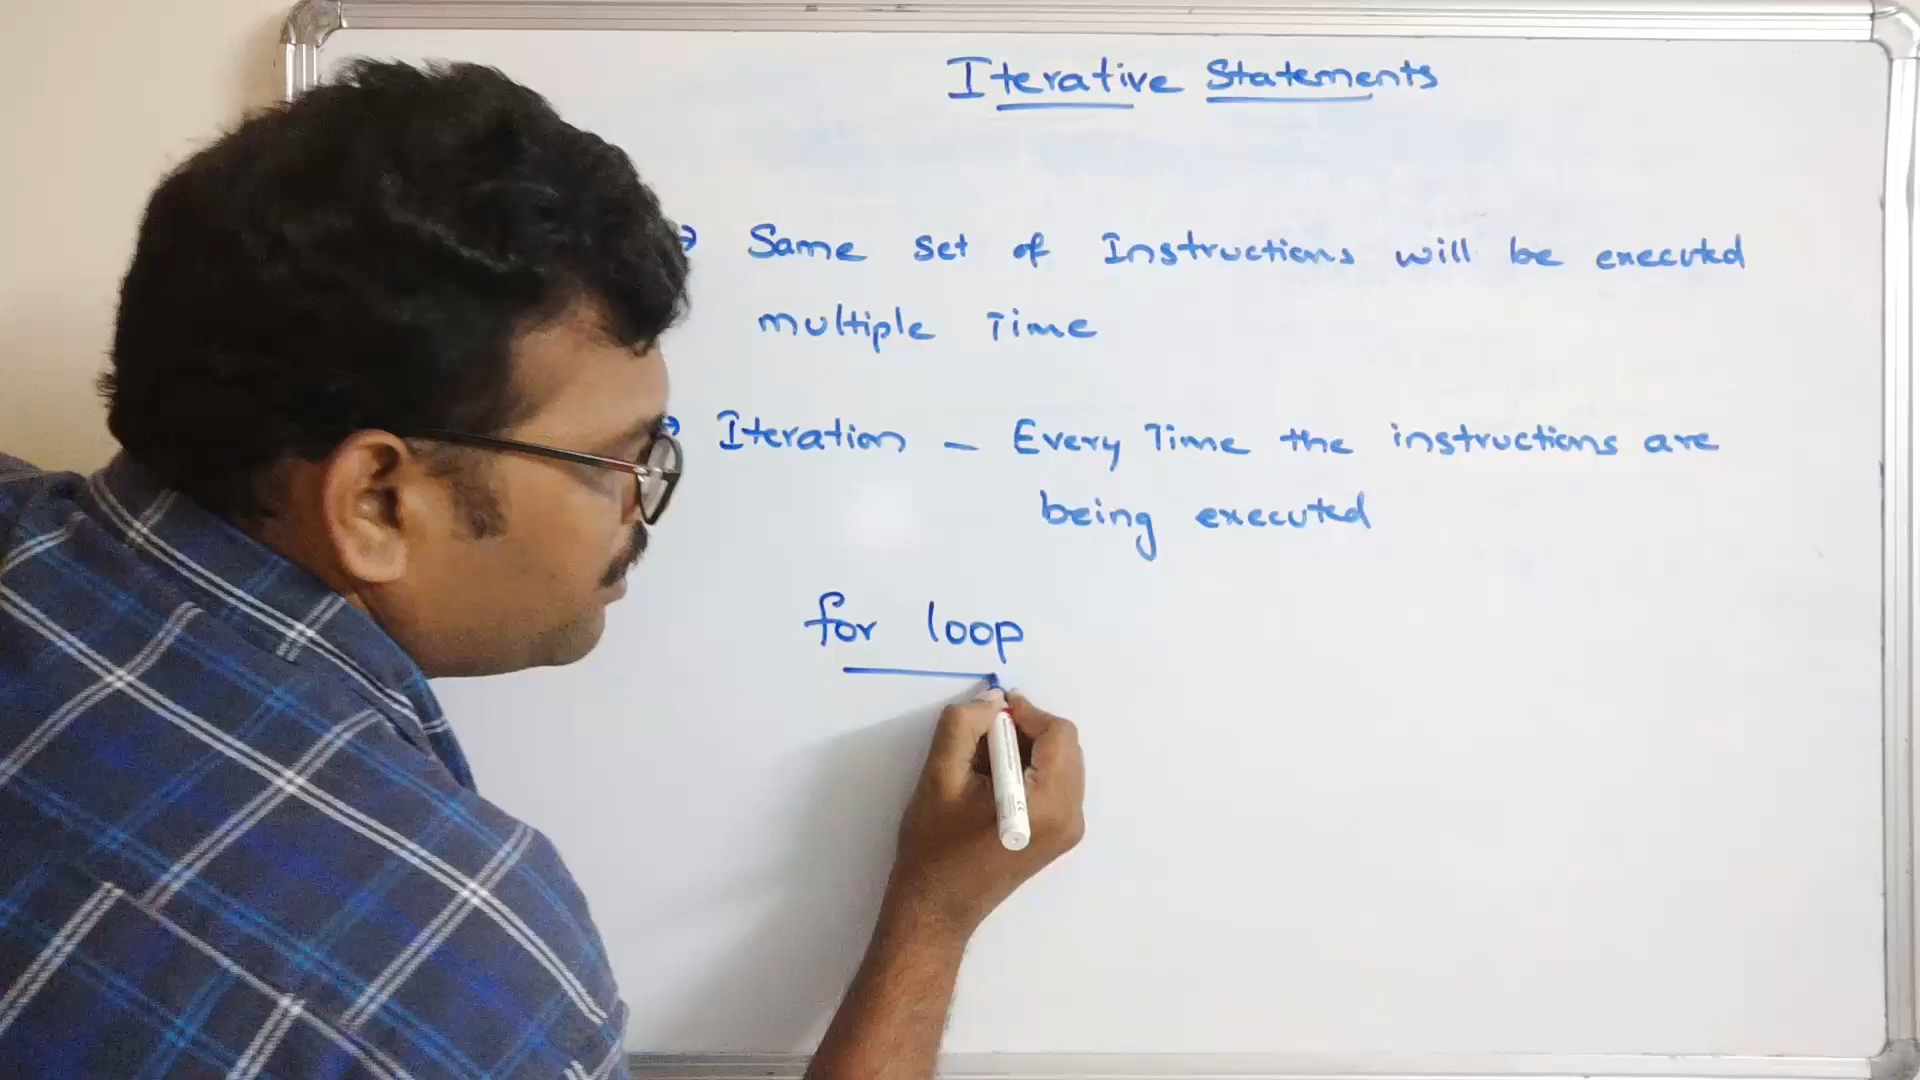 Iterative Statements
→ Same set of Instructions will be executed
multiple Time
→ Iteration – Every Time the instructions are
being executed
for loop